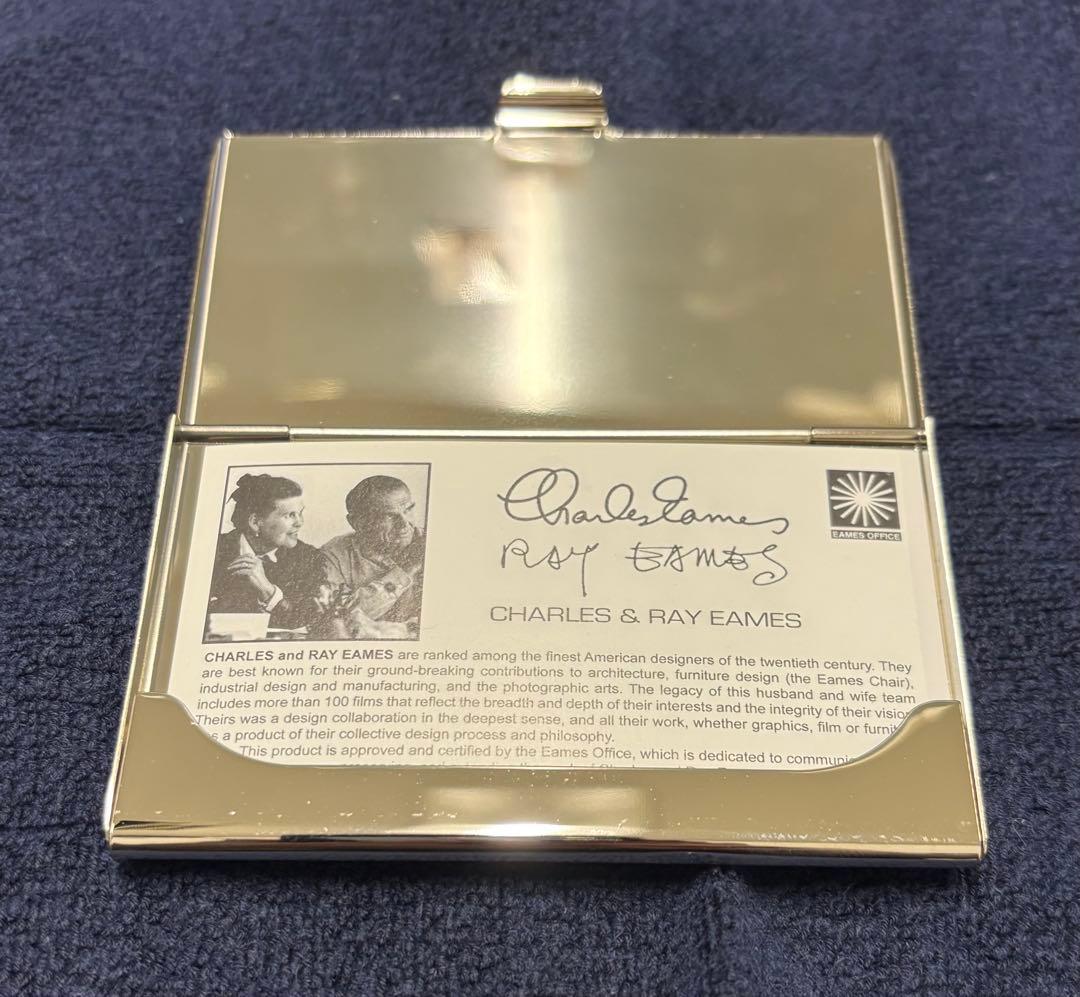 Charles Eames
RAY EAMES
EAMES OFFICE
CHARLES & RAY EAMES
CHARLES and RAY EAMES are ranked among the finest American designers of the twentieth century. They
are best known for their ground-breaking contributions to architecture, furniture design (the Eames Chair),
industrial design and manufacturing, and the photographic arts. The legacy of this husband and wife team
includes more than 100 films that reflect the breadth and depth of their interests and the integrity of their
Theirs was a design collaboration in the deepest sense, and all their work, whether graphics, film or
a product of their collective design process and philosophy.
This product is approved and certified by the Eames Office, which is dedicated to